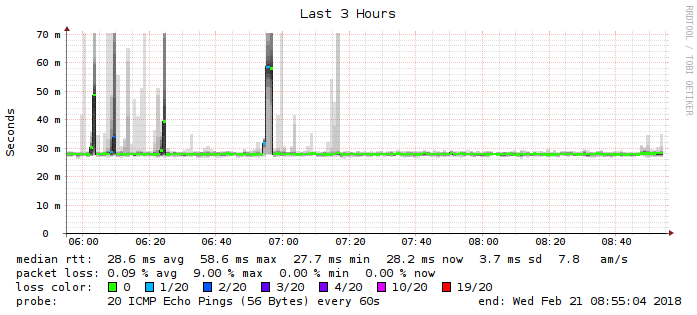 Last 3 Hours
RRDTOOL / TOBI OETIKER
Seconds
70 m
60 m
50 m
40 m
30 m
20 m
10 m
0
06:00 06:20 06:40 07:00 07:20 07:40 08:00 08:20 08:40
median rtt: 28.6 ms avg 58.6 ms max 27.7 ms min 28.2 ms now 3.7 ms sd 7.8 am/s
packet loss: 0.09 % avg 9.00 % max 0.00 % min 0.00 % now
loss color: 0 1/20 2/20 3/20 4/20 10/20 19/20
probe: 20 ICMP Echo Pings (56 Bytes) every 60s end: Wed Feb 21 08:55:04 2018